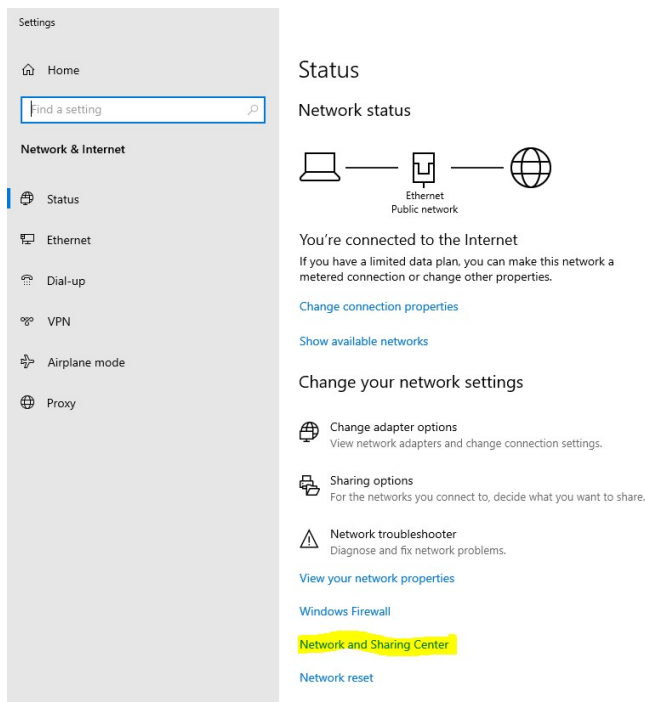 Settings
Home
Find a setting
Network & Internet
Status
Ethernet
Dial-up
VPN
Airplane mode
Proxy
Status
Network status
Ethernet
Public network
You're connected to the Internet
If you have a limited data plan, you can make this network a
metered connection or change other properties.
Change connection properties
Show available networks
Change your network settings
Change adapter options
View network adapters and change connection settings.
Sharing options
For the networks you connect to, decide what you want to share.
Network troubleshooter
Diagnose and fix network problems.
View your network properties
Windows Firewall
Network and Sharing Center
Network reset